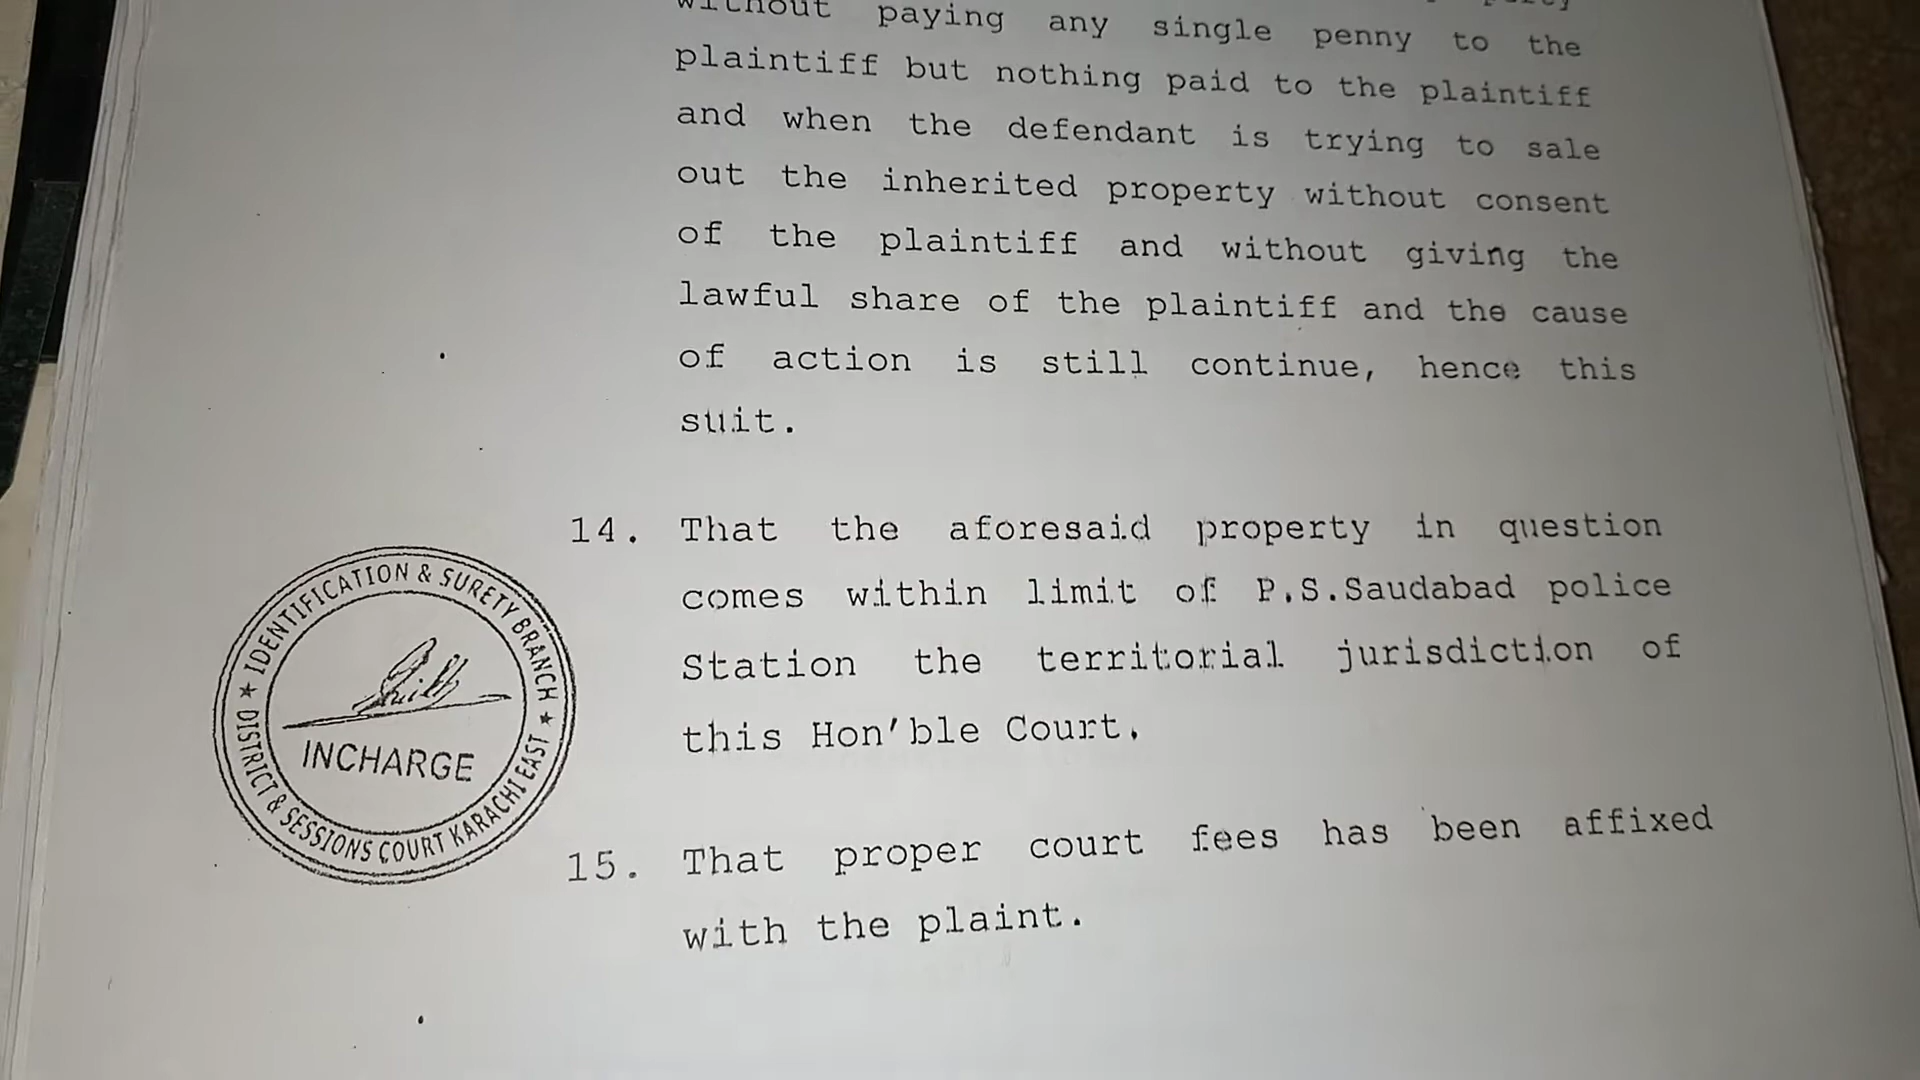 without paying any single penny to the
plaintiff but nothing paid to the plaintiff
and when the defendant is trying to sale
out the inherited property without consent
of the plaintiff and without giving the
lawful share of the plaintiff and the cause
of action is still continue, hence this
suit.
14. That the aforesaid property in question
comes within limit of P.S.Saudabad police
Station the territorial jurisdiction of
this Hon'ble Court.
15. That proper court fees has been affixed
with the plaint.
★ IDENTIFICATION & SURETY BRANCH ★
DISTRICT & SESSIONS COURT KARACHI EAST
INCHARGE